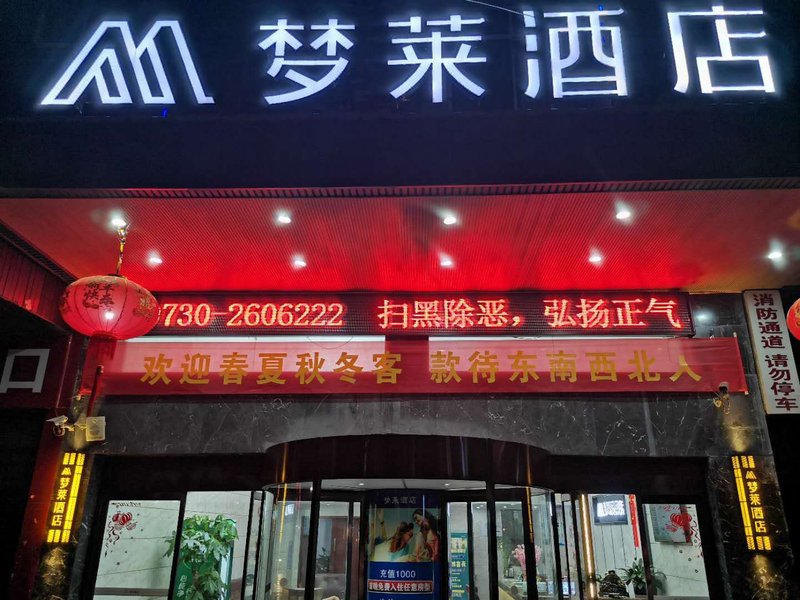 梦莱酒店
0730-2606222 扫黑除恶，弘扬正气
欢迎春夏秋冬客 款待东南西北人
消防通道 请勿停车
口
梦莱酒店
梦莱酒店
梦莱酒店
充值1000